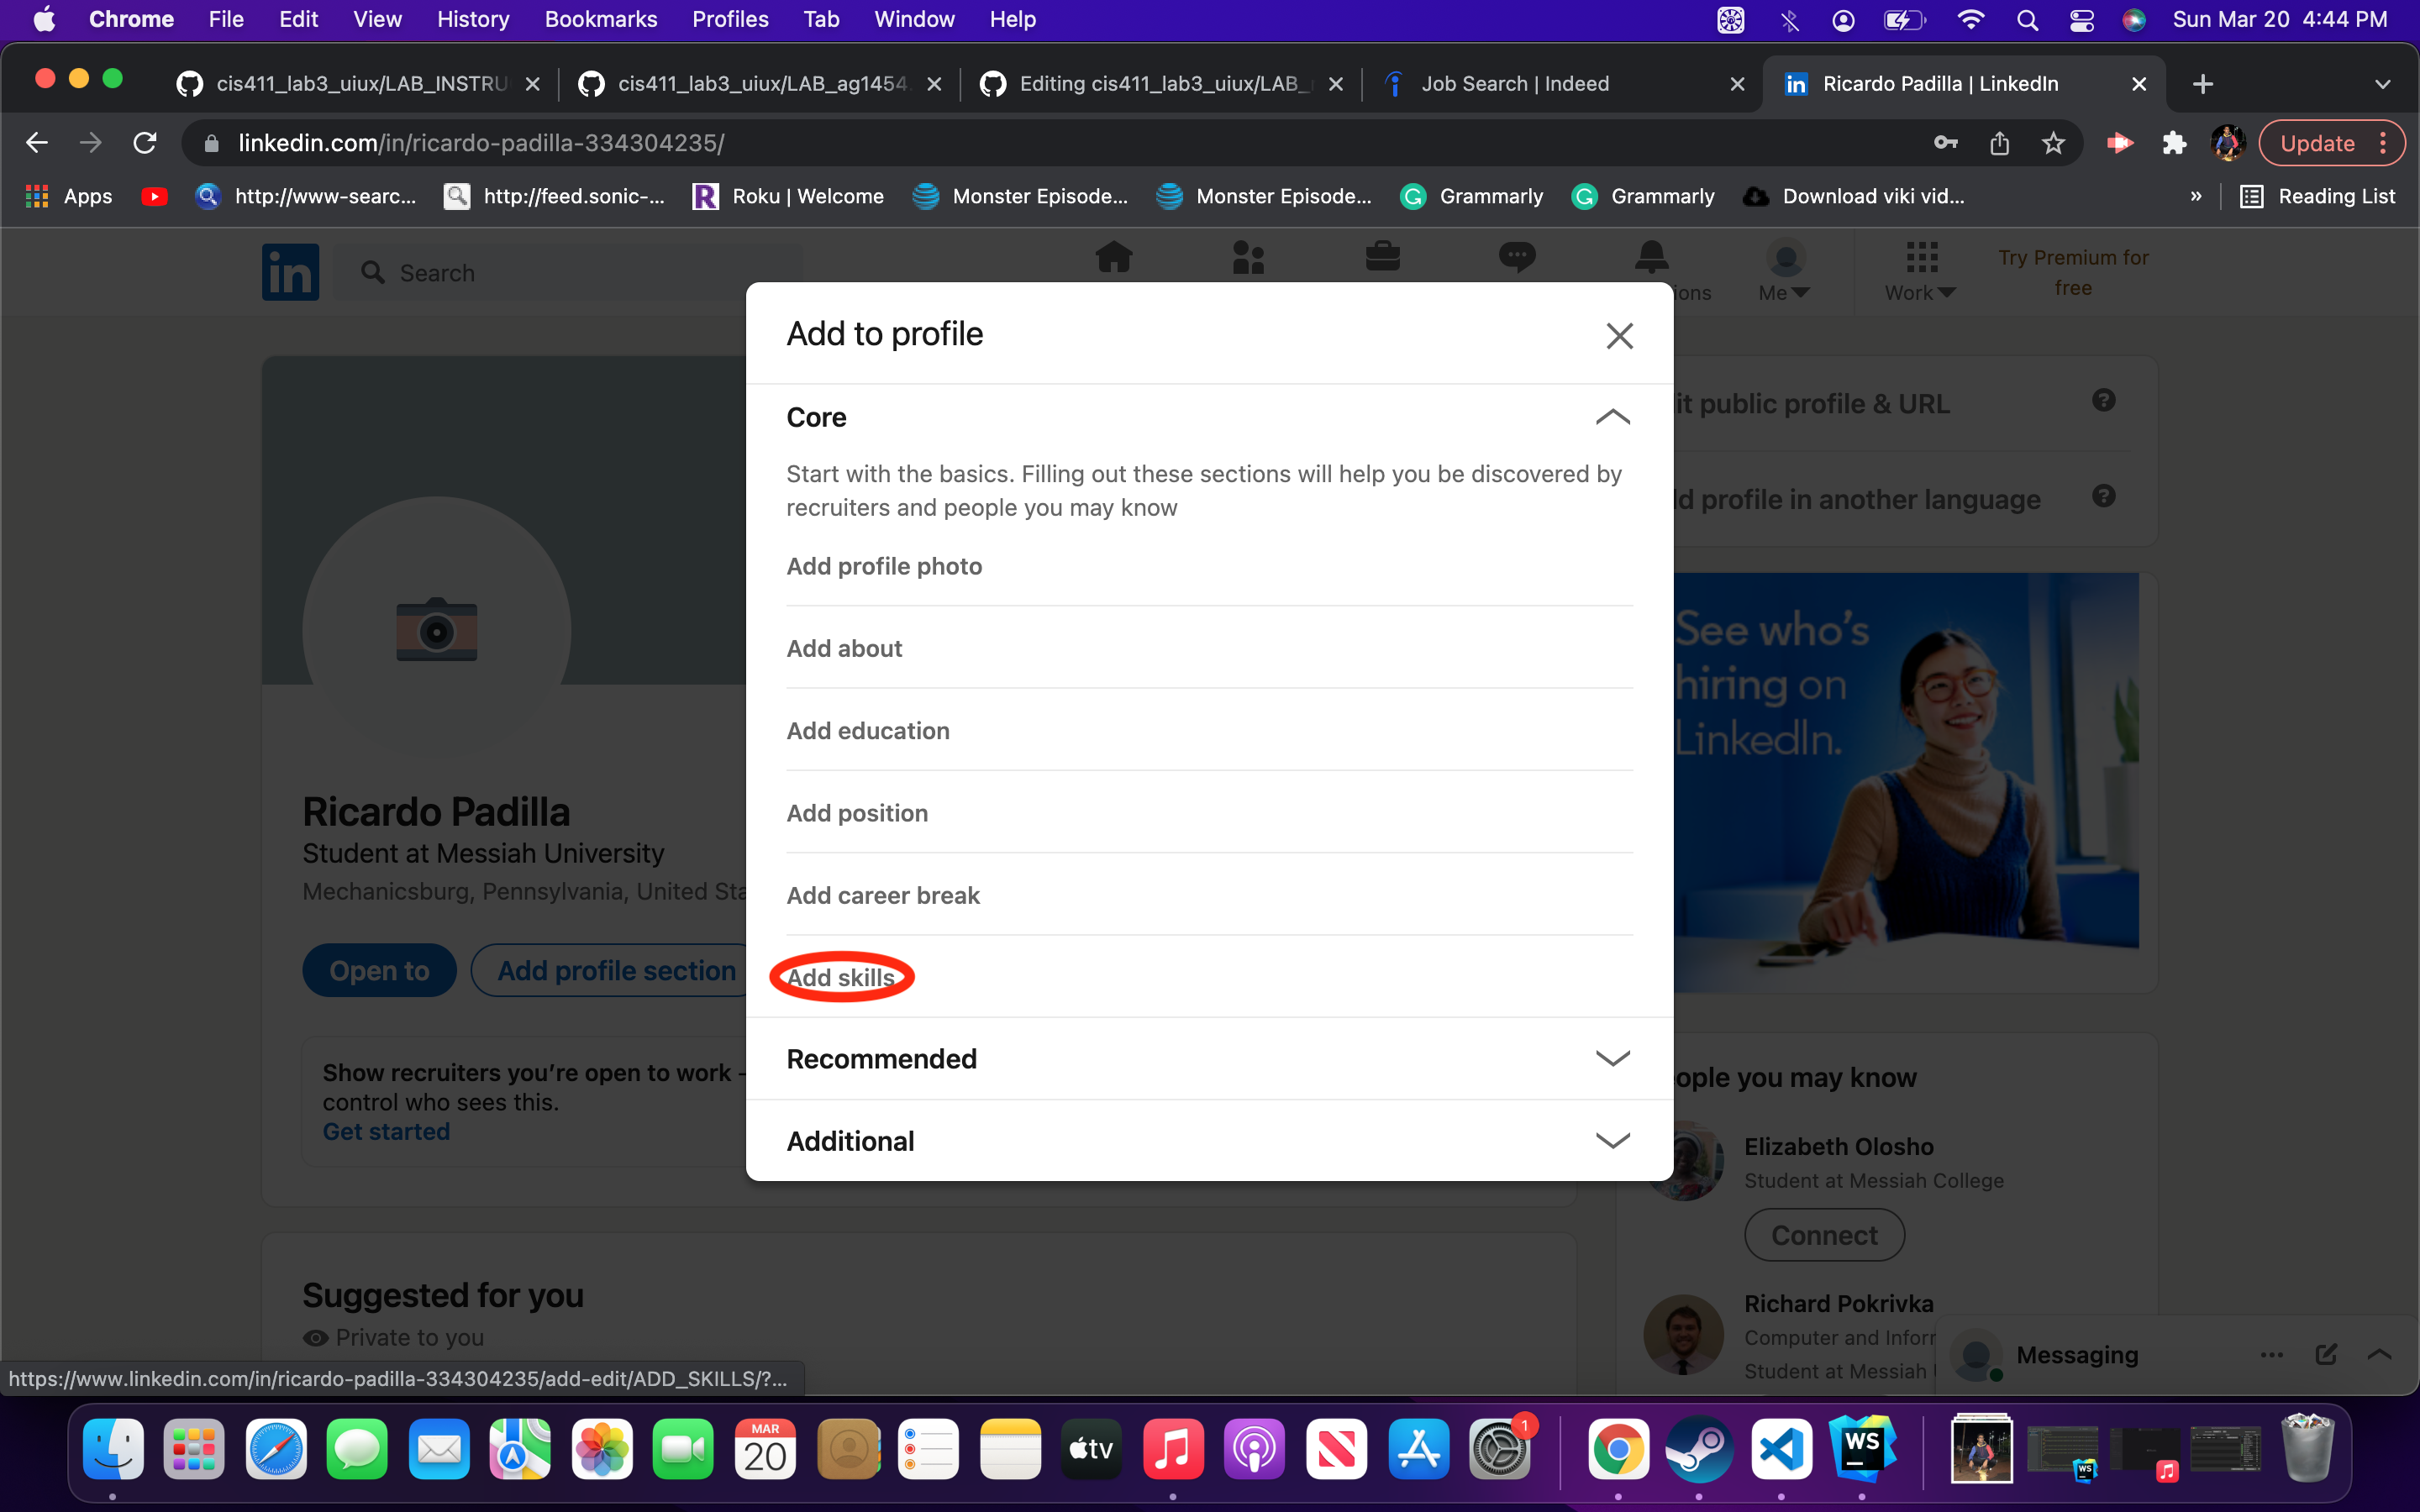 Chrome File Edit View History Bookmarks Profiles Tab Window Help Sun Mar 20 4:44 PM
cis411_lab3_uiux/LAB_INSTRU cis411_lab3_uiux/LAB_ag1454. Editing cis411_lab3_uiux/LAB_ Job Search | Indeed Ricardo Padilla | LinkedIn
linkedin.com/in/ricardo-padilla-334304235/ Update
Apps http://www-searc... http://feed.sonic-... Roku | Welcome Monster Episode... Monster Episode... Grammarly Grammarly Download viki vid... » Reading List
in Search ions Me Work Try Premium for
free
Add to profile
Core
Start with the basics. Filling out these sections will help you be discovered by
recruiters and people you may know
Add profile photo
Add about
Add education
Add position
Add career break
Add skills
Recommended
Additional
Ricardo Padilla
Student at Messiah University
Mechanicsburg, Pennsylvania, United Sta
Open to Add profile section
Show recruiters you're open to work -
control who sees this.
Get started
Suggested for you
Private to you
it public profile & URL
ld profile in another language
See who's
hiring on
LinkedIn.
ople you may know
Elizabeth Olosho
Student at Messiah College
Connect
Richard Pokrivka
Computer and Infor
Student at Messiah
Messaging
https://www.linkedin.com/in/ricardo-padilla-334304235/add-edit/ADD_SKILLS/?...
MAR
20
tv
1
WS
WS